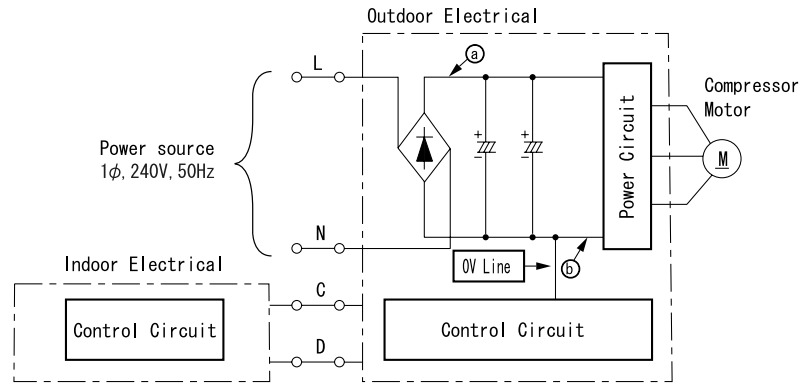 Outdoor Electrical
L
a
Compressor
Motor
Power source
1φ, 240V, 50Hz
+
-
+
-
Power Circuit
M
N
Indoor Electrical
0V Line
b
C
Control Circuit
Control Circuit
D